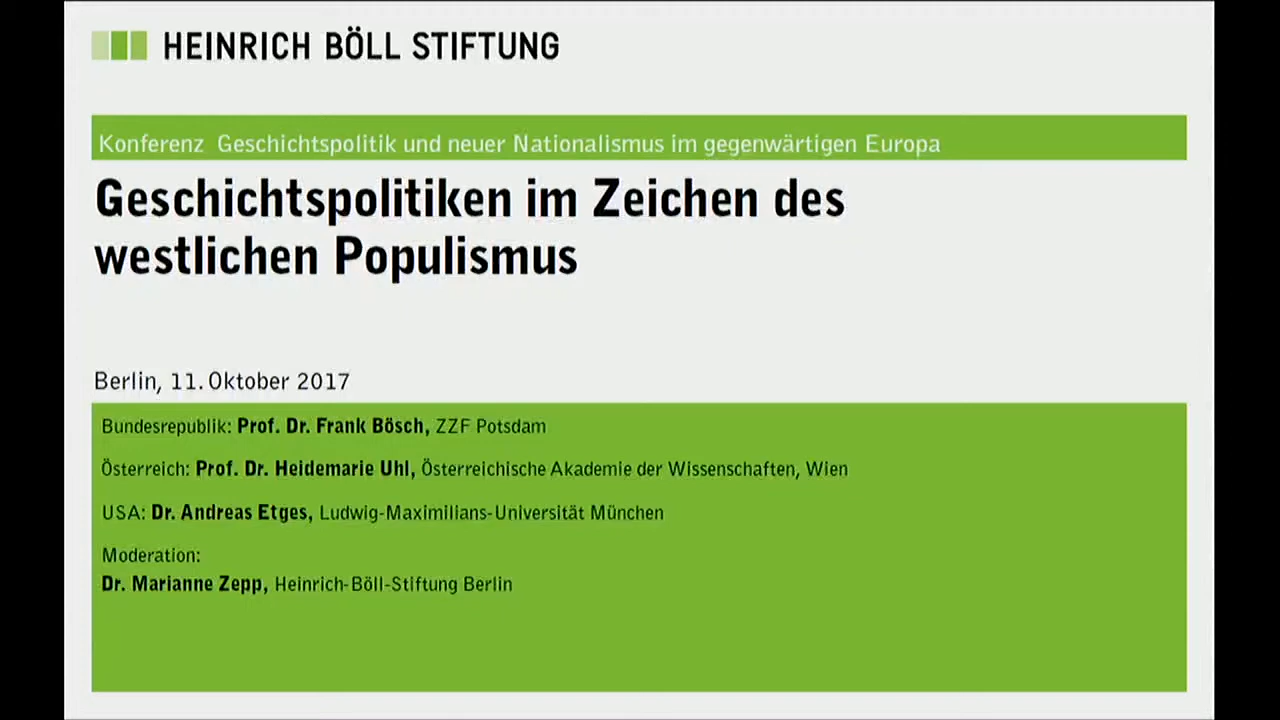 HEINRICH BÖLL STIFTUNG
Konferenz Geschichtspolitik und neuer Nationalismus im gegenwärtigen Europa
Geschichtspolitiken im Zeichen des
westlichen Populismus
Berlin, 11. Oktober 2017
Bundesrepublik: Prof. Dr. Frank Bösch, ZZF Potsdam
Österreich: Prof. Dr. Heidemarie Uhl, Österreichische Akademie der Wissenschaften, Wien
USA: Dr. Andreas Etges, Ludwig-Maximilians-Universität München
Moderation:
Dr. Marianne Zepp, Heinrich-Böll-Stiftung Berlin